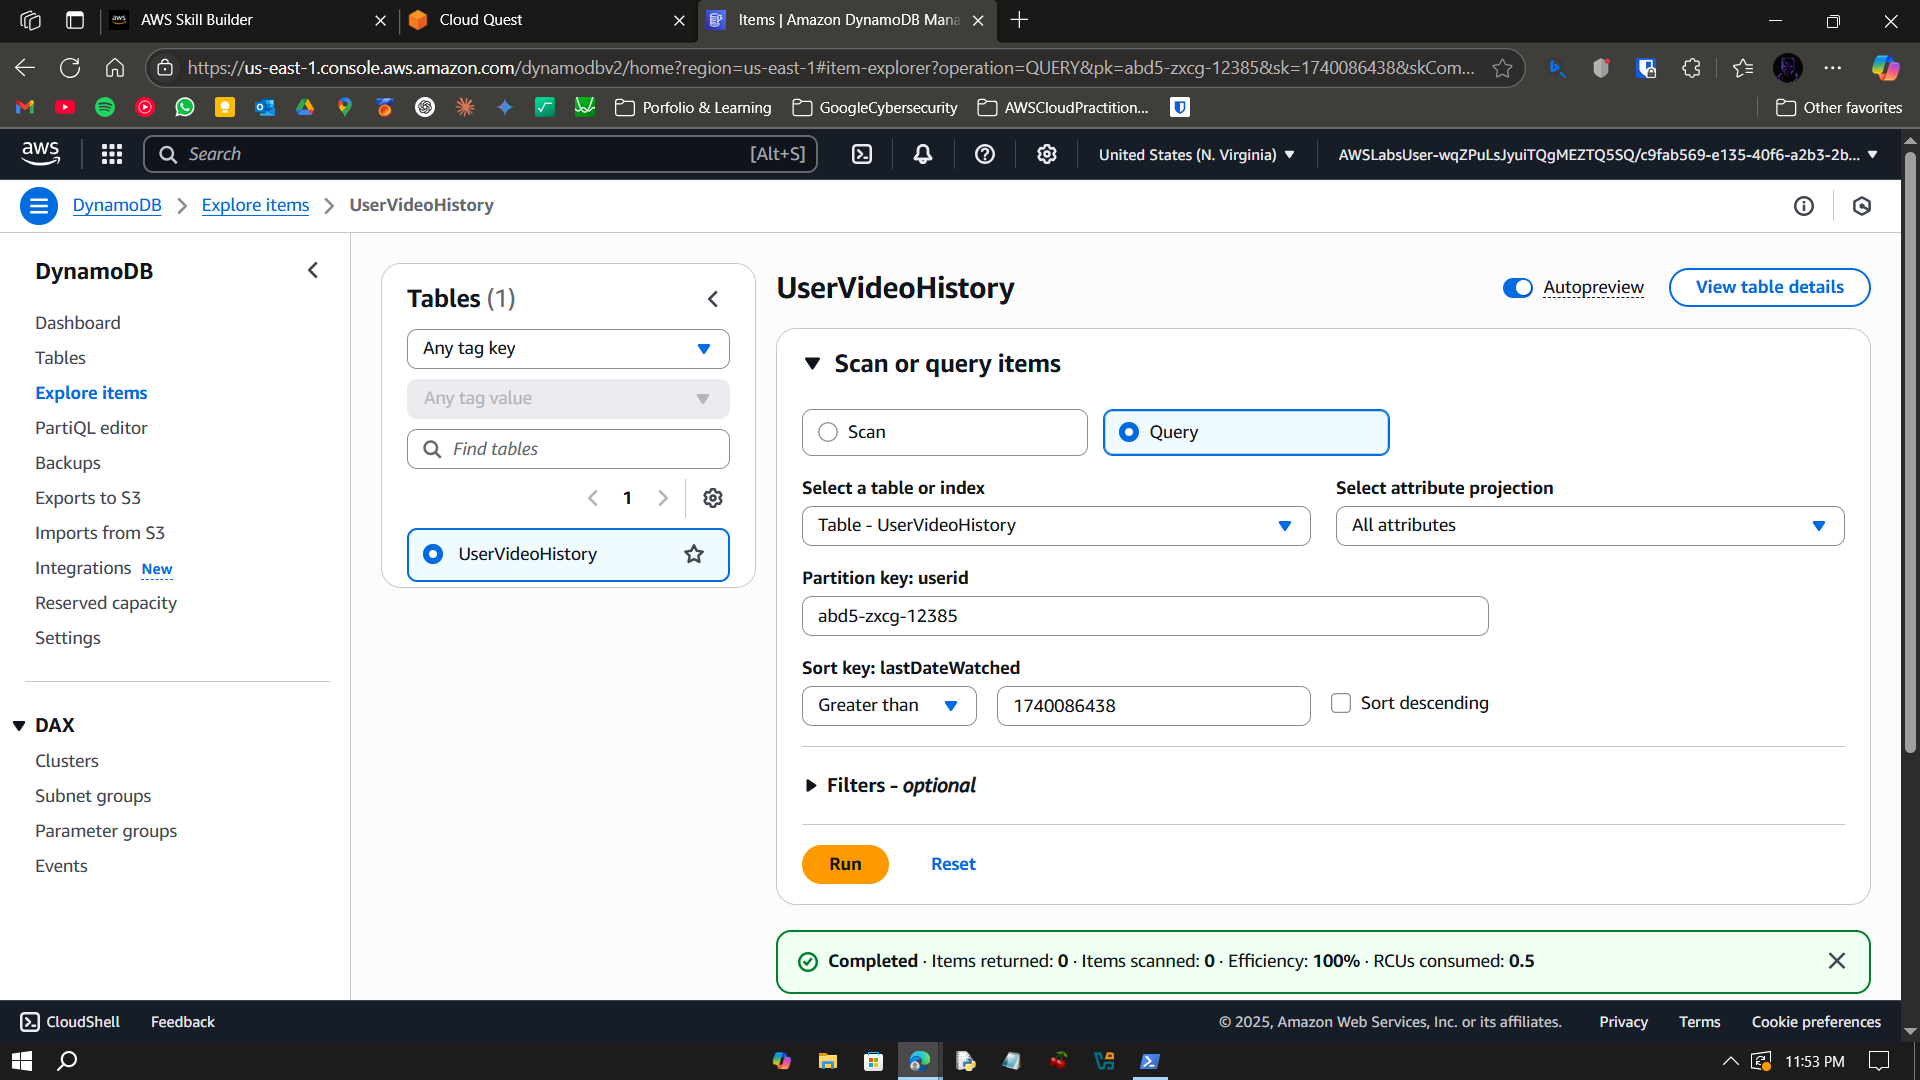 AWS Skill Builder
Cloud Quest
Items | Amazon DynamoDB Mana
https://us-east-1.console.aws.amazon.com/dynamodbv2/home?region=us-east-1#item-explorer?operation=QUERY&pk=abd5-zxcg-12385&sk=1740086438&skCom...
Porfolio & Learning
GoogleCybersecurity
AWSCloudPractition...
Other favorites
aws
Search
[Alt+S]
United States (N. Virginia)
AWSLabsUser-wqZPuLsJyuiTQgMEZTQ5SQ/c9fab569-e135-40f6-a2b3-2b...
DynamoDB
Explore items
UserVideoHistory
DynamoDB
Dashboard
Tables
Explore items
PartiQL editor
Backups
Exports to S3
Imports from S3
Integrations New
Reserved capacity
Settings
DAX
Clusters
Subnet groups
Parameter groups
Events
Tables (1)
Any tag key
Any tag value
Find tables
1
UserVideoHistory
UserVideoHistory
Autopreview
View table details
Scan or query items
Scan
Query
Select a table or index
Table - UserVideoHistory
Select attribute projection
All attributes
Partition key: userid
abd5-zxcg-12385
Sort key: lastDateWatched
Greater than
1740086438
Sort descending
Filters - optional
Run
Reset
Completed · Items returned: 0 · Items scanned: 0 · Efficiency: 100% · RCUs consumed: 0.5
CloudShell
Feedback
© 2025, Amazon Web Services, Inc. or its affiliates.
Privacy
Terms
Cookie preferences
11:53 PM